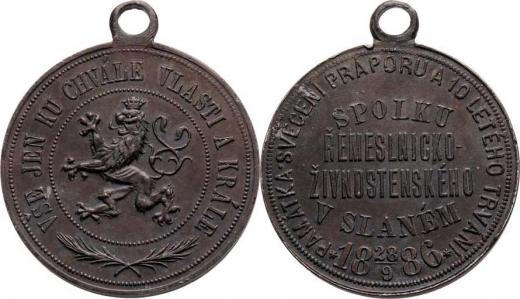 VŠE JEN KU CHVÁLE VLASTI A KRÁLE
PAMÁTKA SVĚCENÍ PRÁPORU A 10 LETÉHO TRVÁNÍ
SPOLKU
ŘEMESLNICKO-
ŽIVNOSTENSKÉHO
V SLANÉM
18 28/9 86